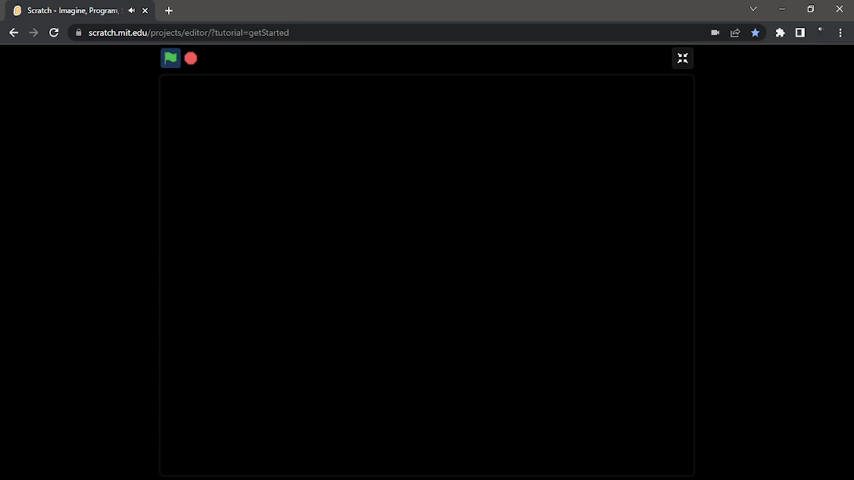 Scratch - Imagine, Program,
scratch.mit.edu/projects/editor/?tutorial=getStarted